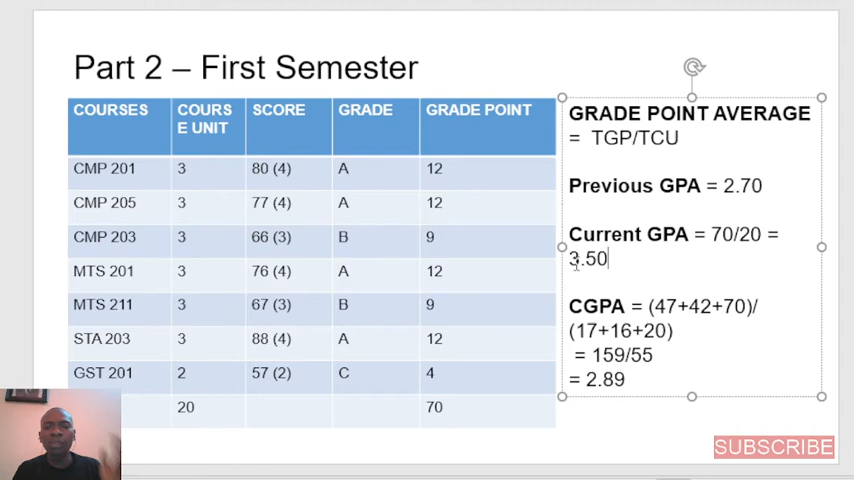 Part 2 – First Semester
COURSES COURS E UNIT SCORE GRADE GRADE POINT
CMP 201 3 80 (4) A 12
CMP 205 3 77 (4) A 12
CMP 203 3 66 (3) B 9
MTS 201 3 76 (4) A 12
MTS 211 3 67 (3) B 9
STA 203 3 88 (4) A 12
GST 201 2 57 (2) C 4
20 70
GRADE POINT AVERAGE
= TGP/TCU
Previous GPA = 2.70
Current GPA = 70/20 =
3.50
CGPA = (47+42+70)/
(17+16+20)
= 159/55
= 2.89
SUBSCRIBE